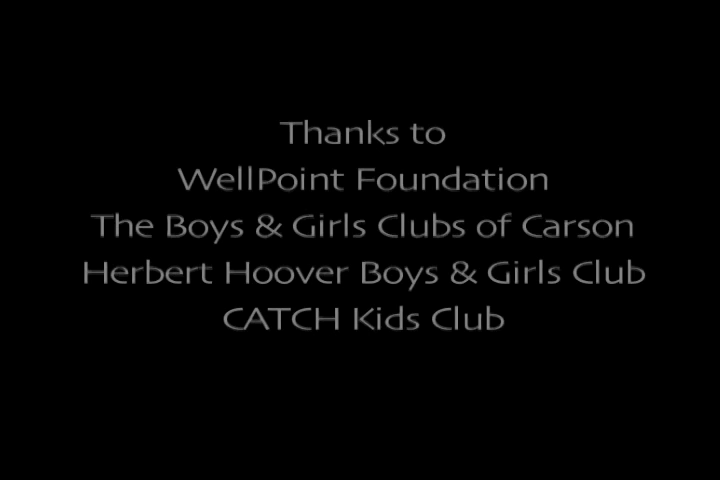 Thanks to
WellPoint Foundation
The Boys & Girls Clubs of Carson
Herbert Hoover Boys & Girls Club
CATCH Kids Club